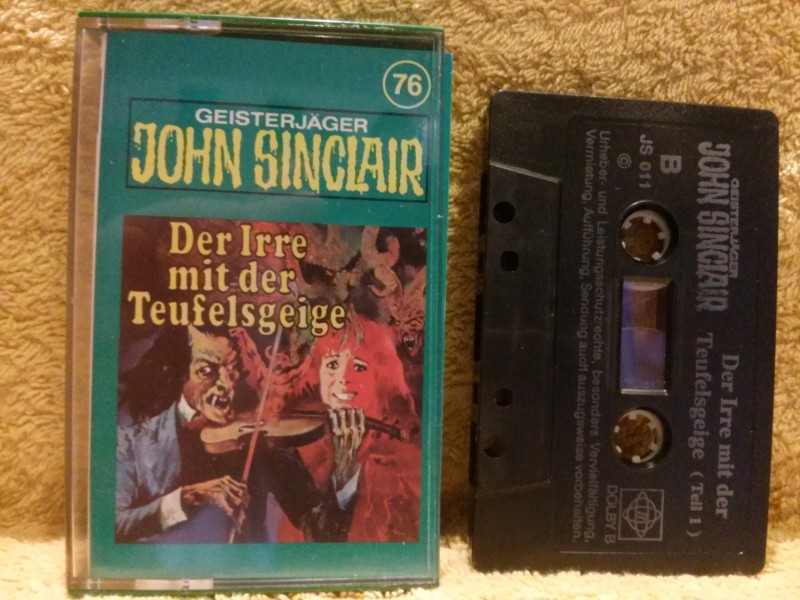 76
GEISTERJÄGER
JOHN SINCLAIR
Der Irre
mit der
Teufelsgeige
GEISTERJÄGER
JOHN SINCLAIR
Der Irre mit der
Teufelsgeige (Teil 1)
B
JS 011
©
DOLBY B
Urheber- und Leistungsschutzrechte, besonders Vervielfältigung,
Vermietung, Aufführung, Sendung auch auszugsweise vorbehalten.